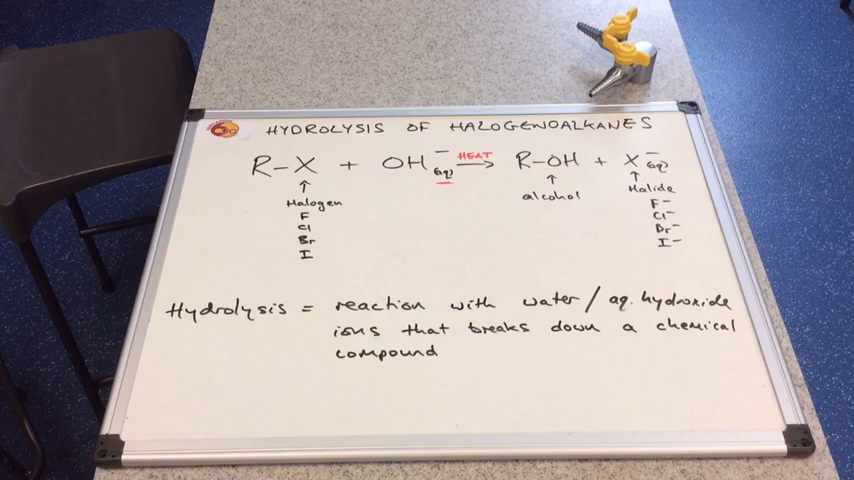 HYDROLYSIS OF HALOGENOALKANES
R-X + OH⁻(aq) HEAT→ R-OH + X⁻(aq)
↑ ↑ ↑
Halogen alcohol Halide
F F⁻
Cl Cl⁻
Br Br⁻
I I⁻
Hydrolysis = reaction with water/aq. hydroxide
ions that breaks down a chemical
compound